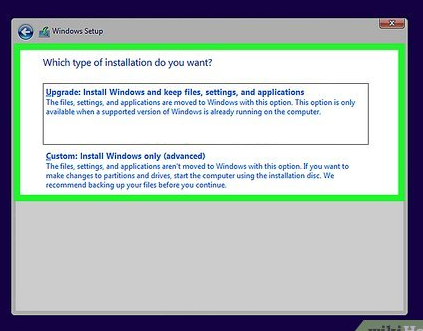 Windows Setup
Which type of installation do you want?
Upgrade: Install Windows and keep files, settings, and applications
The files, settings, and applications are moved to Windows with this option. This option is only
available when a supported version of Windows is already running on the computer.
Custom: Install Windows only (advanced)
The files, settings, and applications aren't moved to Windows with this option. If you want to
make changes to partitions and drives, start the computer using the installation disc. We
recommend backing up your files before you continue.